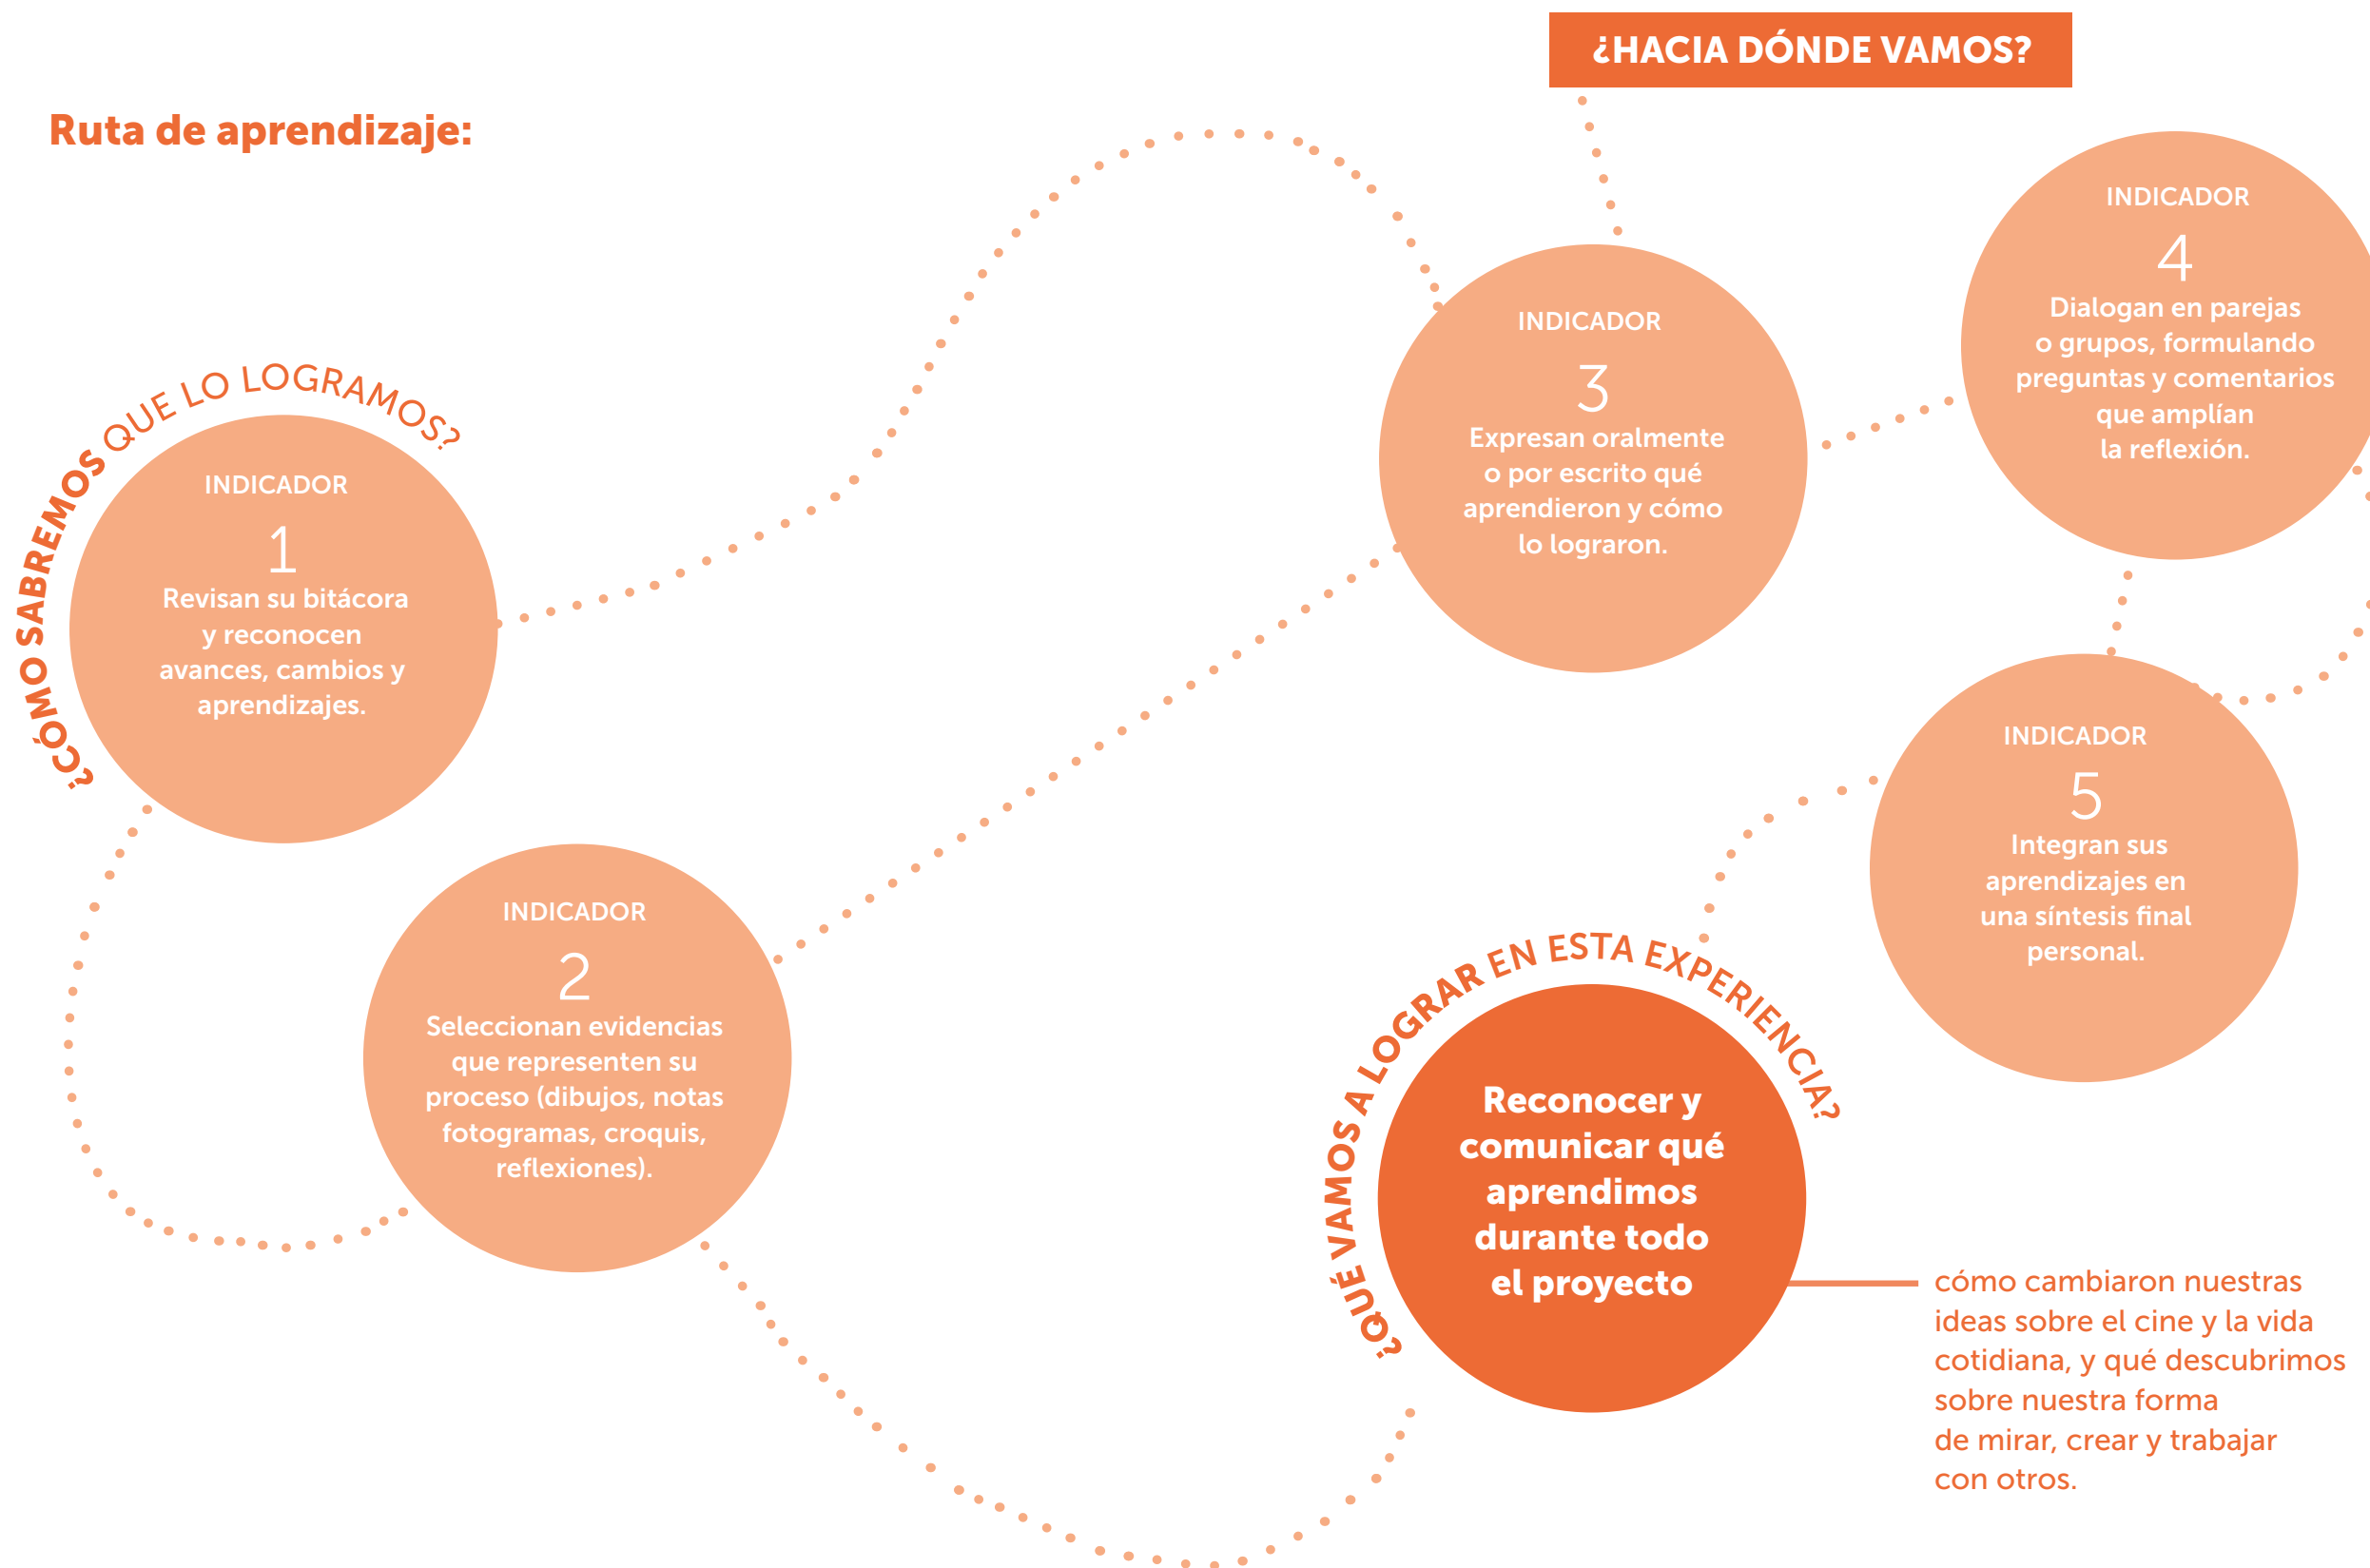 ¿HACIA DÓNDE VAMOS?
Ruta de aprendizaje:
¿CÓMO SABREMOS QUE LO LOGRAMOS?
INDICADOR
1
Revisan su bitácora
y reconocen
avances, cambios y
aprendizajes.
INDICADOR
2
Seleccionan evidencias
que representen su
proceso (dibujos, notas
fotogramas, croquis,
reflexiones).
INDICADOR
3
Expresan oralmente
o por escrito qué
aprendieron y cómo
lo lograron.
INDICADOR
4
Dialogan en parejas
o grupos, formulando
preguntas y comentarios
que amplían
la reflexión.
INDICADOR
5
Integran sus
aprendizajes en
una síntesis final
personal.
¿QUÉ VAMOS A LOGRAR EN ESTA EXPERIENCIA?
Reconocer y
comunicar qué
aprendimos
durante todo
el proyecto
cómo cambiaron nuestras
ideas sobre el cine y la vida
cotidiana, y qué descubrimos
sobre nuestra forma
de mirar, crear y trabajar
con otros.